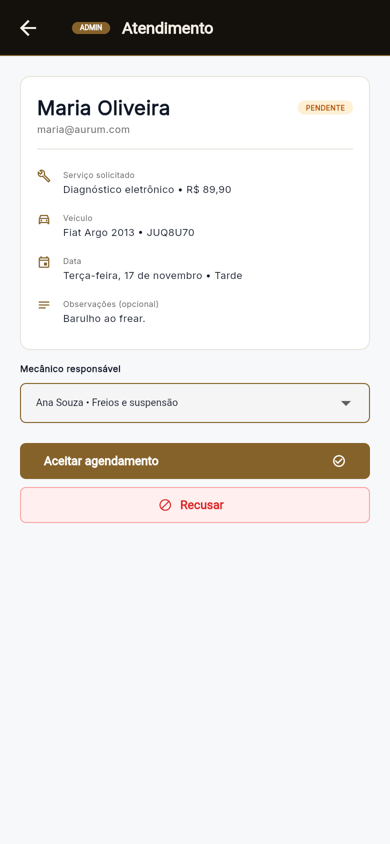 ADMIN Atendimento
Maria Oliveira PENDENTE
maria@aurum.com
Serviço solicitado
Diagnóstico eletrônico • R$ 89,90
Veículo
Fiat Argo 2013 • JUQ8U70
Data
Terça-feira, 17 de novembro • Tarde
Observações (opcional)
Barulho ao frear.
Mecânico responsável
Ana Souza • Freios e suspensão
Aceitar agendamento
Recusar